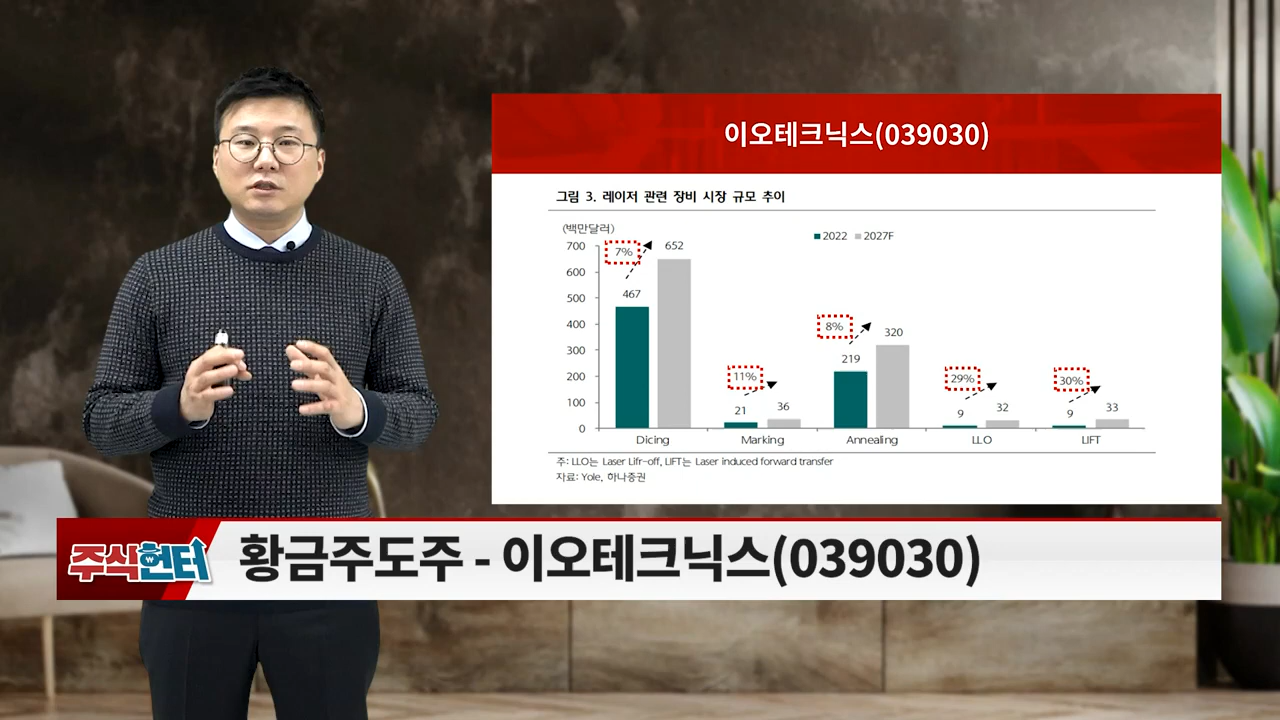 이오테크닉스(039030)
그림 3. 레이저 관련 장비 시장 규모 추이
(백만달러)
2022 2027F
700
600
500
400
300
200
100
0
7%
467
652
11%
21
36
8%
219
320
29%
9
32
30%
9
33
Dicing Marking Annealing LLO LIFT
주: LLO는 Laser Lifr-off, LIFT는 Laser induced forward transfer
자료: Yole, 하나증권
주식헌터
황금주도주 - 이오테크닉스(039030)